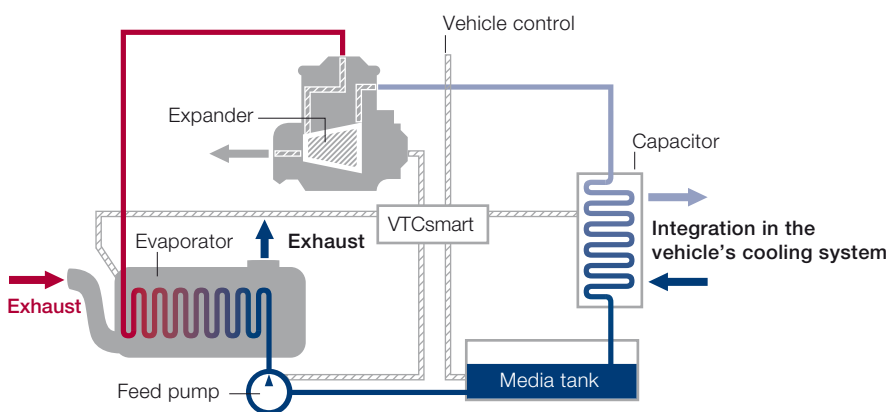 Vehicle control
Expander
Capacitor
VTCsmart
Evaporator
Exhaust
Integration in the
vehicle's cooling system
Exhaust
Feed pump
Media tank